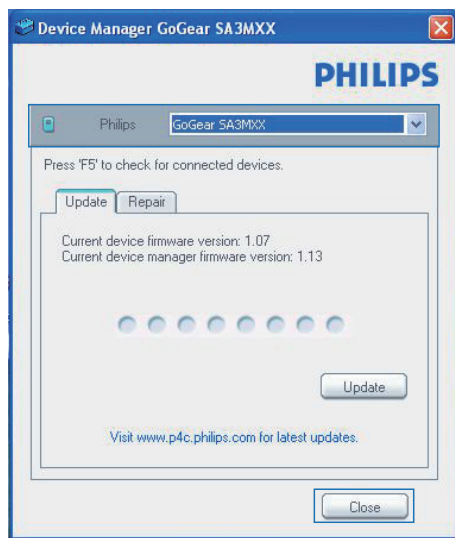 Device Manager GoGear SA3MXX
PHILIPS
Philips GoGear SA3MXX
Press 'F5' to check for connected devices.
Update Repair
Current device firmware version: 1.07
Current device manager firmware version: 1.13
Update
Visit www.p4c.philips.com for latest updates.
Close